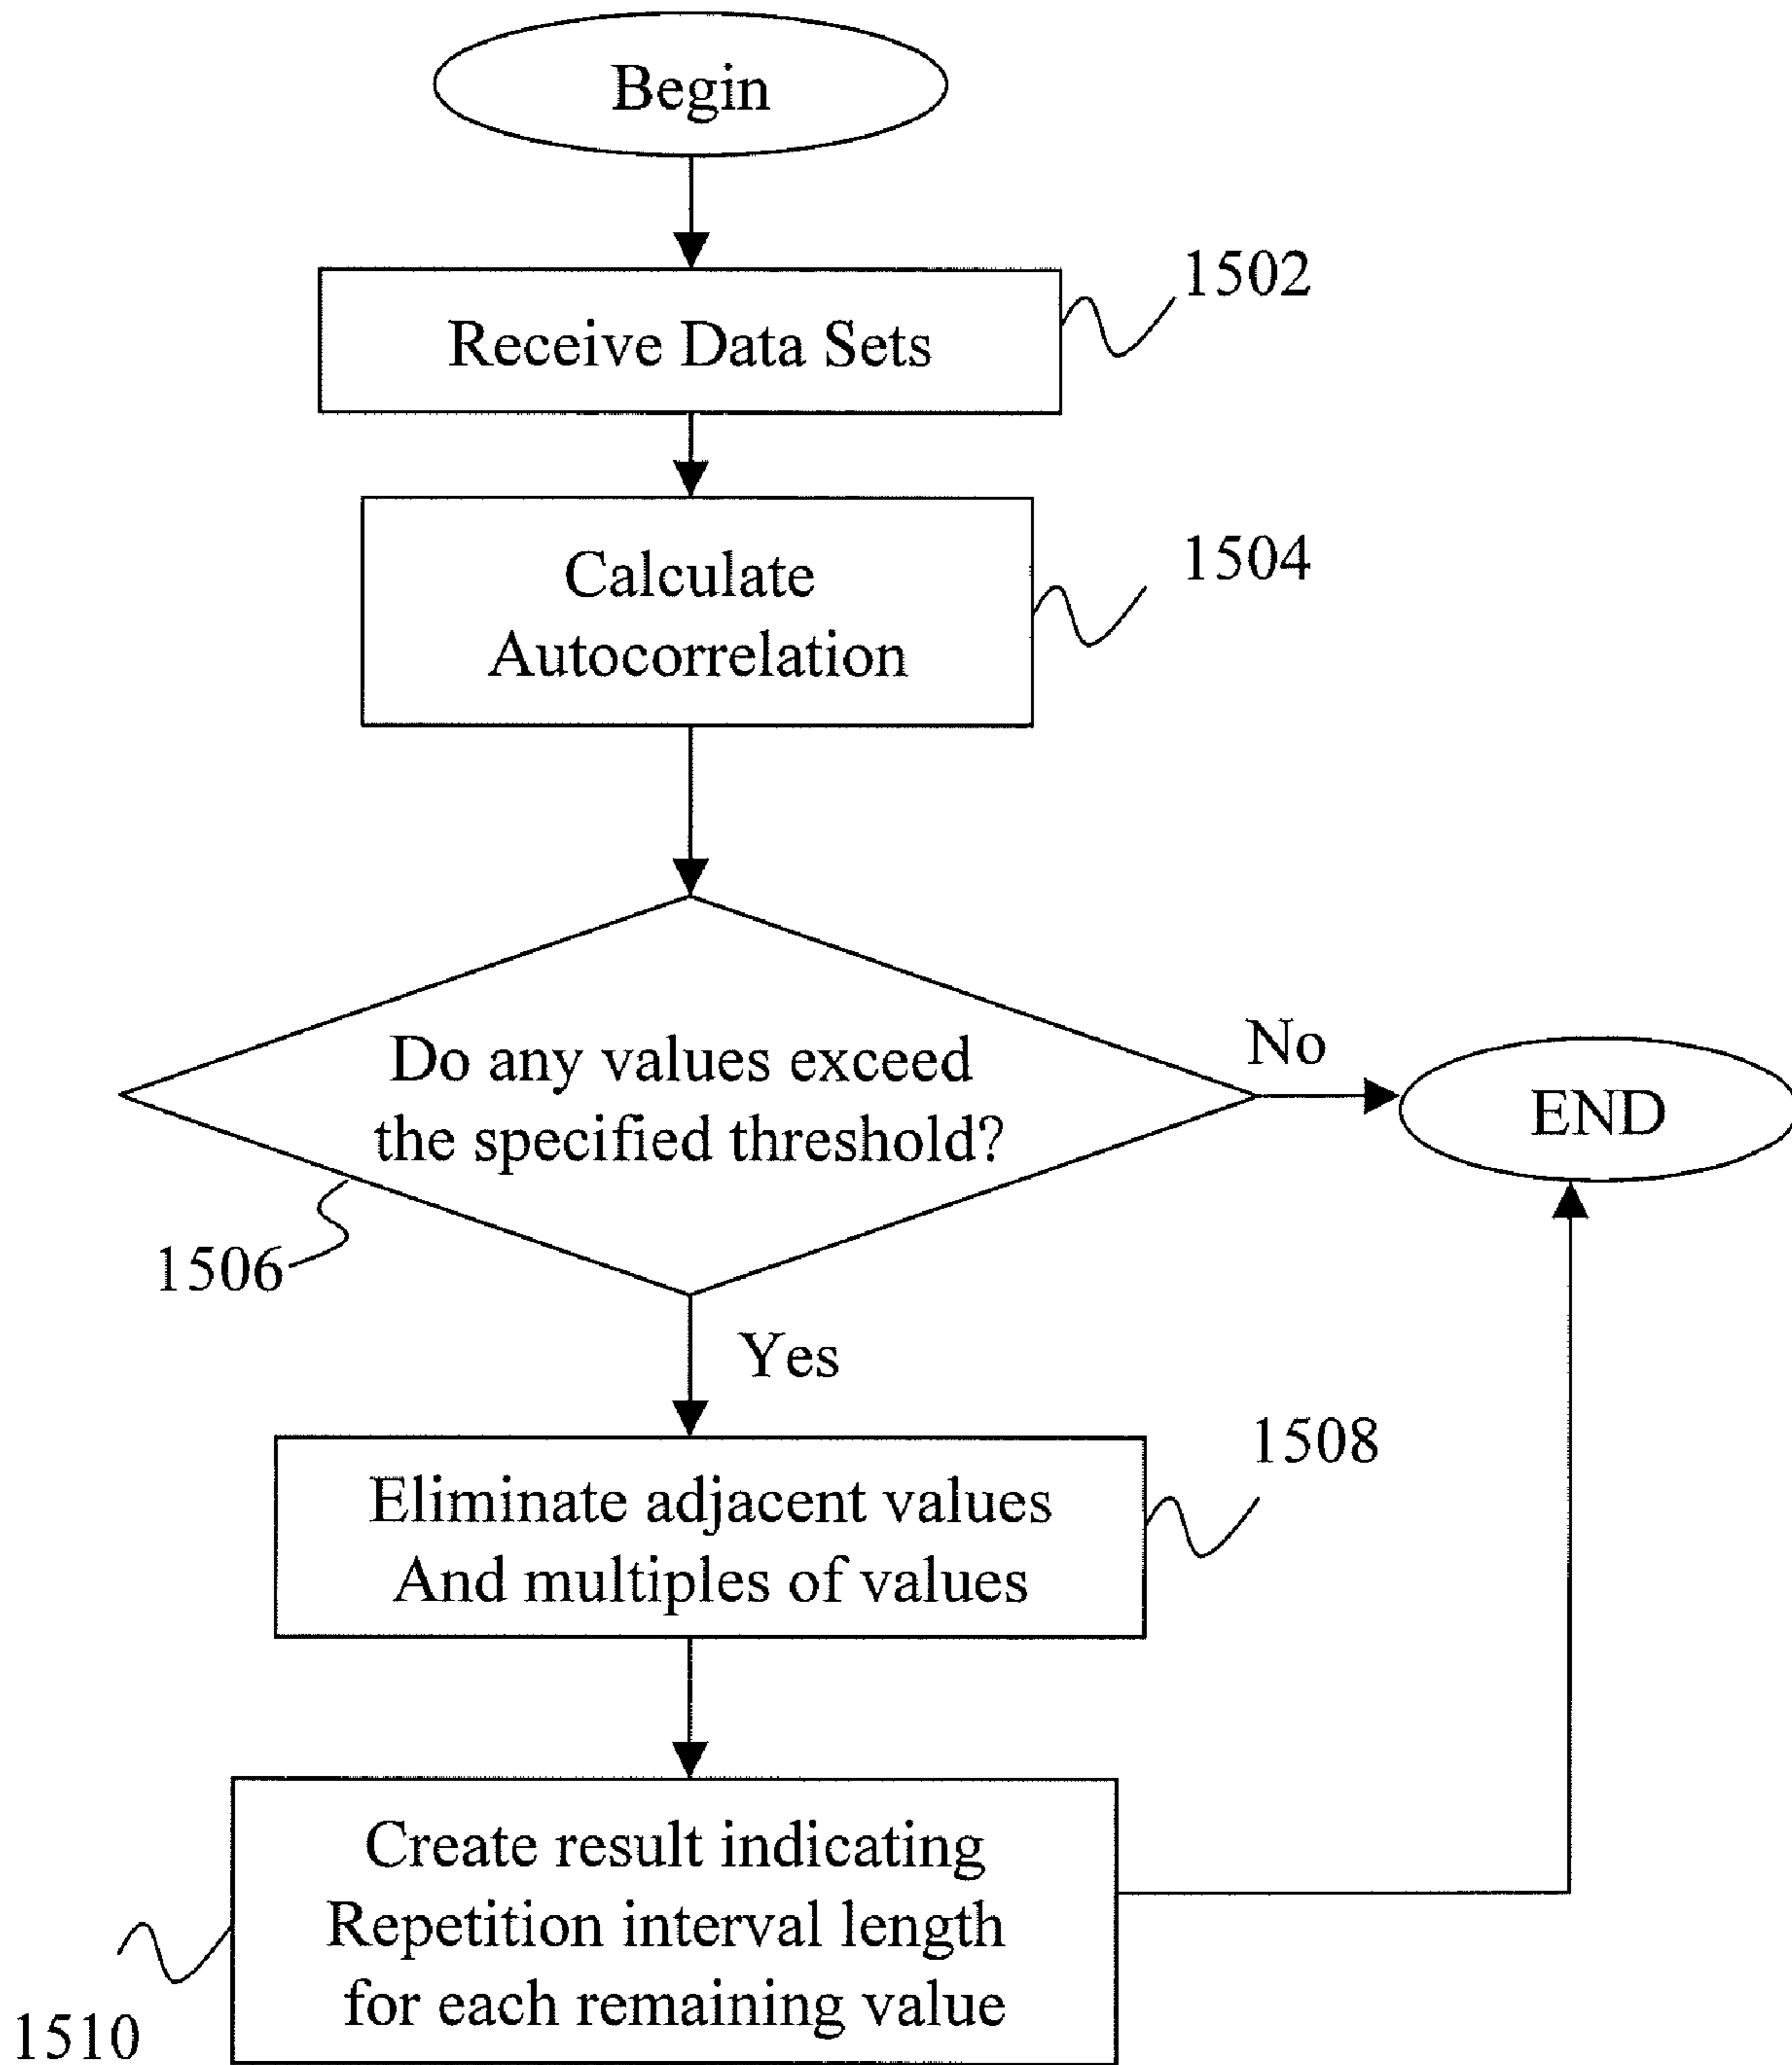 Begin
1502
Receive Data Sets
1504
Calculate
Autocorrelation
Do any values exceed
the specified threshold?
No
END
1506
Yes
1508
Eliminate adjacent values
And multiples of values
Create result indicating
Repetition interval length
for each remaining value
1510